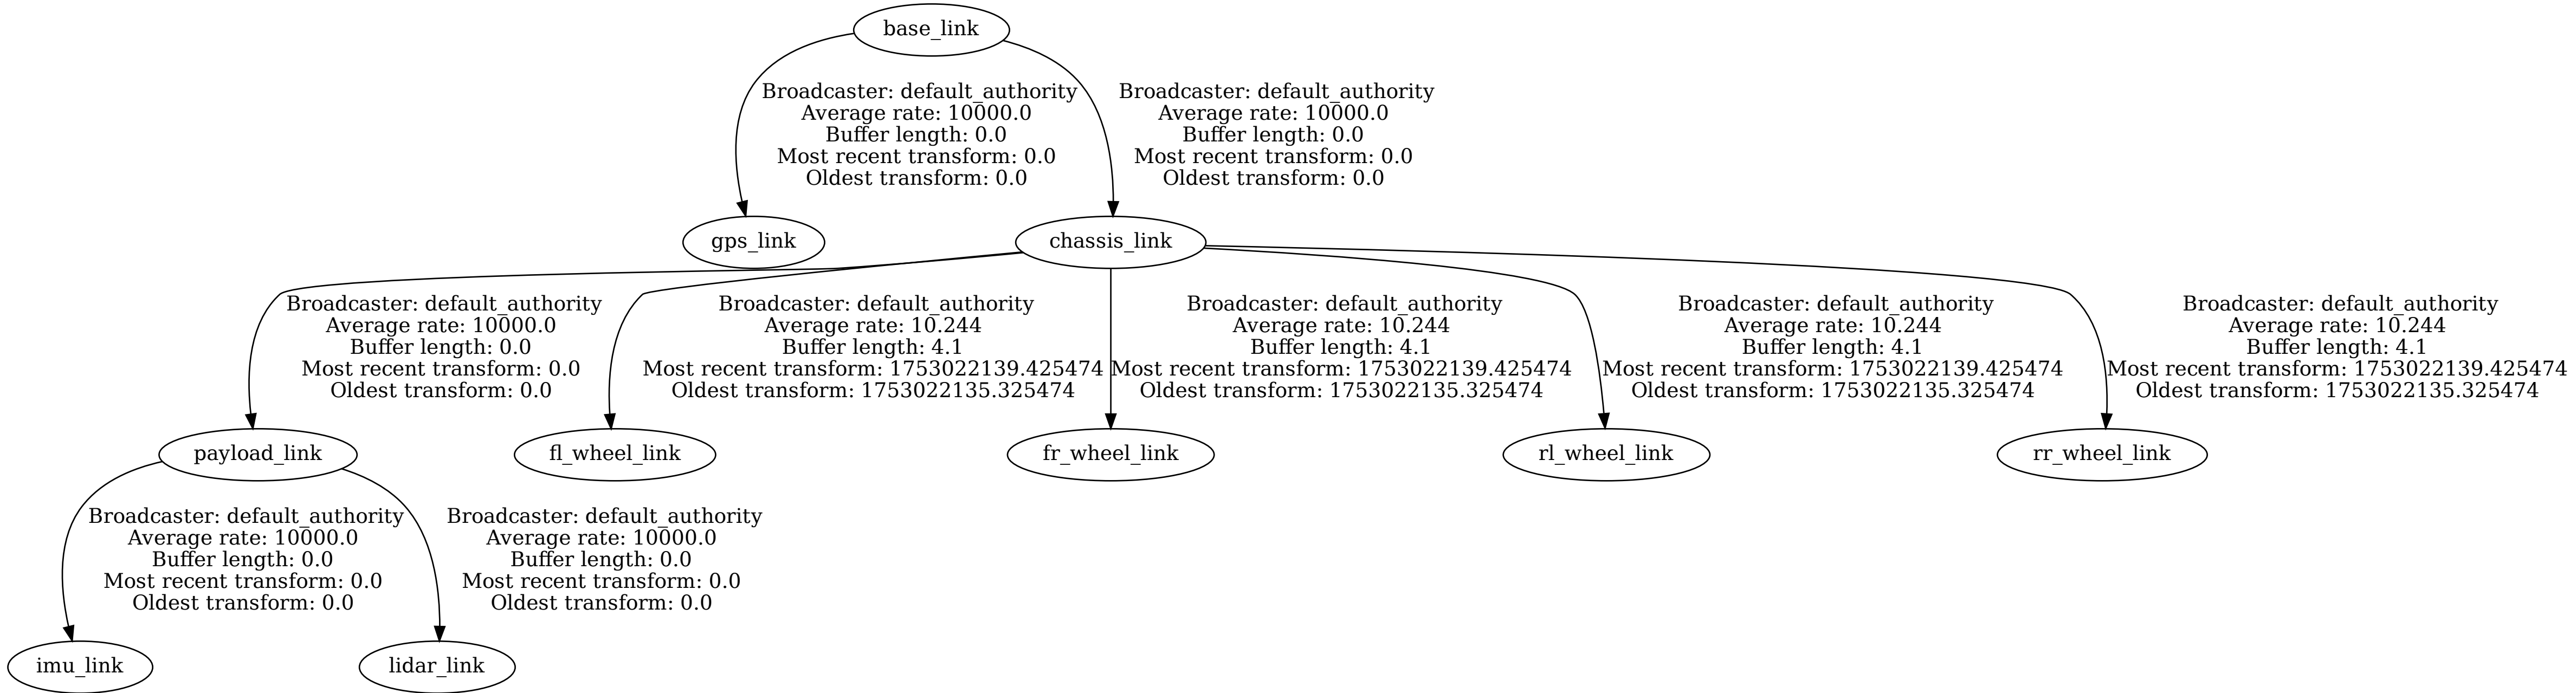 base_link
Broadcaster: default_authority
Average rate: 10000.0
Buffer length: 0.0
Most recent transform: 0.0
Oldest transform: 0.0
Broadcaster: default_authority
Average rate: 10000.0
Buffer length: 0.0
Most recent transform: 0.0
Oldest transform: 0.0
gps_link
chassis_link
Broadcaster: default_authority
Average rate: 10000.0
Buffer length: 0.0
Most recent transform: 0.0
Oldest transform: 0.0
Broadcaster: default_authority
Average rate: 10.244
Buffer length: 4.1
Most recent transform: 1753022139.425474
Oldest transform: 1753022135.325474
Broadcaster: default_authority
Average rate: 10.244
Buffer length: 4.1
Most recent transform: 1753022139.425474
Oldest transform: 1753022135.325474
Broadcaster: default_authority
Average rate: 10.244
Buffer length: 4.1
Most recent transform: 1753022139.425474
Oldest transform: 1753022135.325474
Broadcaster: default_authority
Average rate: 10.244
Buffer length: 4.1
Most recent transform: 1753022139.425474
Oldest transform: 1753022135.325474
payload_link
fl_wheel_link
fr_wheel_link
rl_wheel_link
rr_wheel_link
Broadcaster: default_authority
Average rate: 10000.0
Buffer length: 0.0
Most recent transform: 0.0
Oldest transform: 0.0
Broadcaster: default_authority
Average rate: 10000.0
Buffer length: 0.0
Most recent transform: 0.0
Oldest transform: 0.0
imu_link
lidar_link